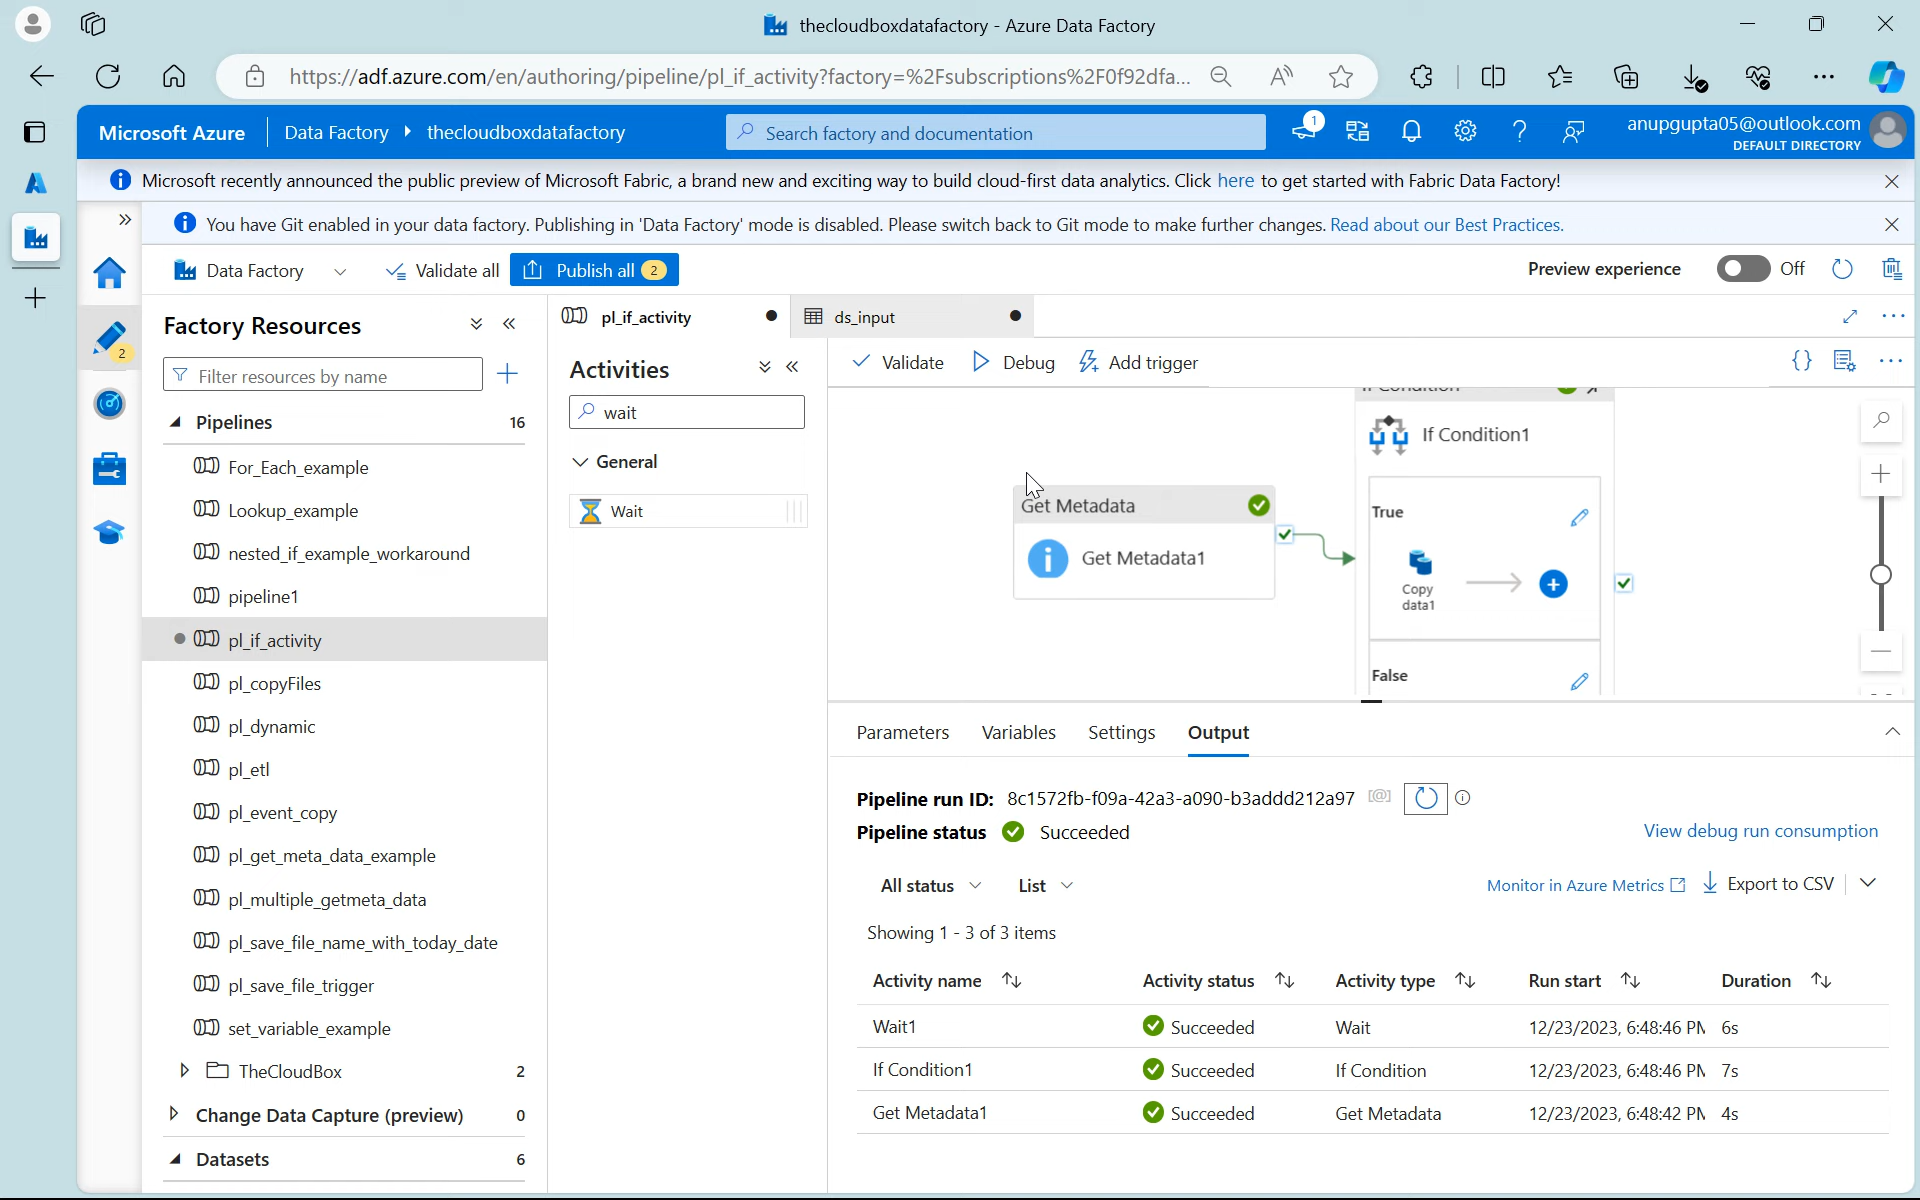 thecloudboxdatafactory - Azure Data Factory
https://adf.azure.com/en/authoring/pipeline/pl_if_activity?factory=%2Fsubscriptions%2F0f92dfa...
Microsoft Azure
Data Factory
thecloudboxdatafactory
Search factory and documentation
1
anupgupta05@outlook.com
DEFAULT DIRECTORY
Microsoft recently announced the public preview of Microsoft Fabric, a brand new and exciting way to build cloud-first data analytics. Click here to get started with Fabric Data Factory!
You have Git enabled in your data factory. Publishing in 'Data Factory' mode is disabled. Please switch back to Git mode to make further changes. Read about our Best Practices.
Data Factory
Validate all
Publish all 2
Preview experience
Off
2
Factory Resources
Filter resources by name
Pipelines 16
For_Each_example
Lookup_example
nested_if_example_workaround
pipeline1
pl_if_activity
pl_copyFiles
pl_dynamic
pl_etl
pl_event_copy
pl_get_meta_data_example
pl_multiple_getmeta_data
pl_save_file_name_with_today_date
pl_save_file_trigger
set_variable_example
TheCloudBox 2
Change Data Capture (preview) 0
Datasets 6
pl_if_activity
ds_input
Activities
wait
General
Wait
Validate
Debug
Add trigger
If Condition
If Condition1
Get Metadata
Get Metadata1
True
Copy
data1
False
Parameters
Variables
Settings
Output
Pipeline run ID: 8c1572fb-f09a-42a3-a090-b3addd212a97
Pipeline status Succeeded
View debug run consumption
All status
List
Monitor in Azure Metrics
Export to CSV
Showing 1 - 3 of 3 items
Activity name Activity status Activity type Run start Duration
Wait1 Succeeded Wait 12/23/2023, 6:48:46 PM 6s
If Condition1 Succeeded If Condition 12/23/2023, 6:48:46 PM 7s
Get Metadata1 Succeeded Get Metadata 12/23/2023, 6:48:42 PM 4s